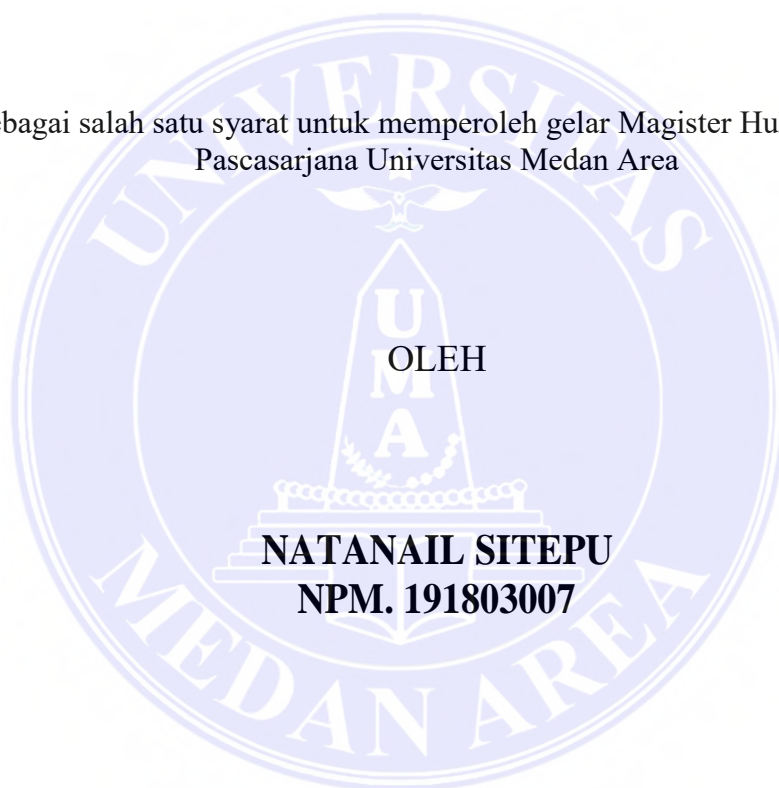 ebagai salah satu syarat untuk memperoleh gelar Magister Hu
Pascasarjana Universitas Medan Area
UNIVERSITAS
U
M
A
OLEH
NATANAIL SITEPU
NPM. 191803007
MEDAN AREA